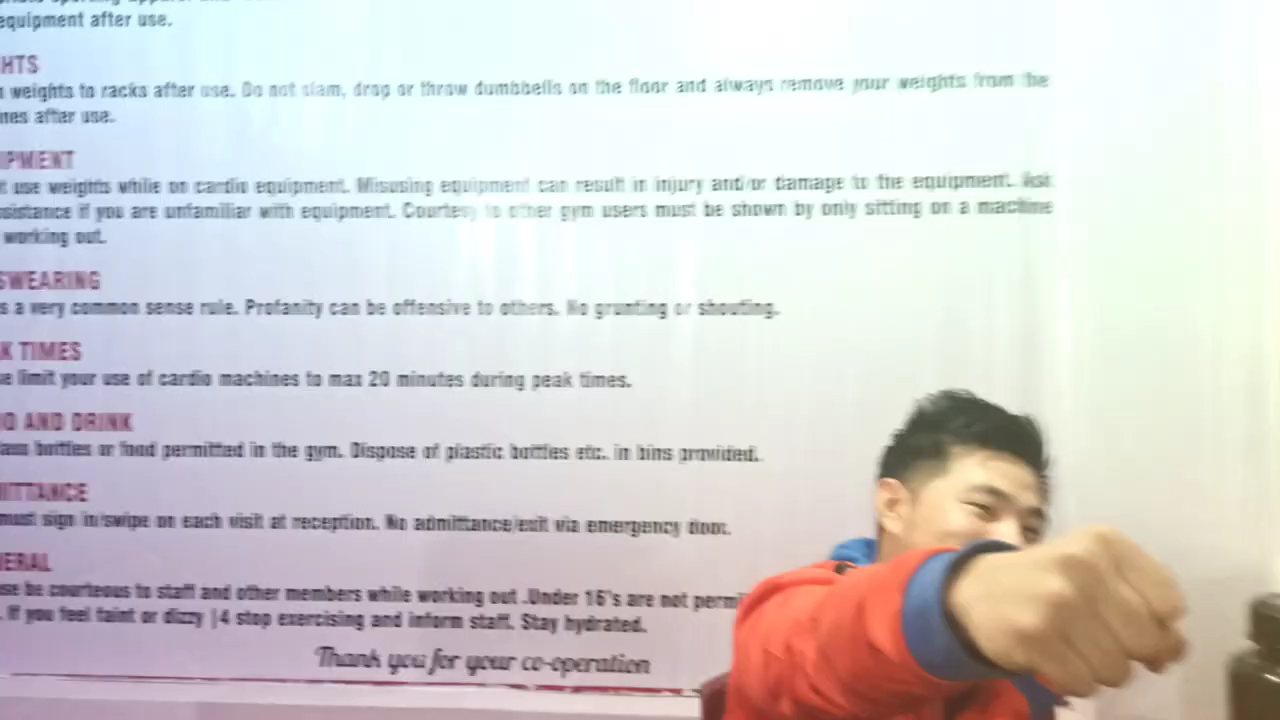 equipment after use.
HTS
weights to racks after use. Do not slam, drop or throw dumbbells on the floor and always remove your weights from the
nes after use.
IPMENT
t use weights while on cardio equipment. Misusing equipment can result in injury and/or damage to the equipment. Ask
ssistance if you are unfamiliar with equipment. Courtesy to other gym users must be shown by only sitting on a machine
working out.
SWEARING
s a very common sense rule. Profanity can be offensive to others. No grunting or shouting.
K TIMES
e limit your use of cardio machines to max 20 minutes during peak times.
D AND DRINK
lass bottles or food permitted in the gym. Dispose of plastic bottles etc. in bins provided.
ITTANCE
must sign in/swipe on each visit at reception. No admittance/exit via emergency door.
NERAL
se be courteous to staff and other members while working out .Under 16's are not permi
. If you feel faint or dizzy |4 stop exercising and inform staff. Stay hydrated.
Thank you for your co-operation